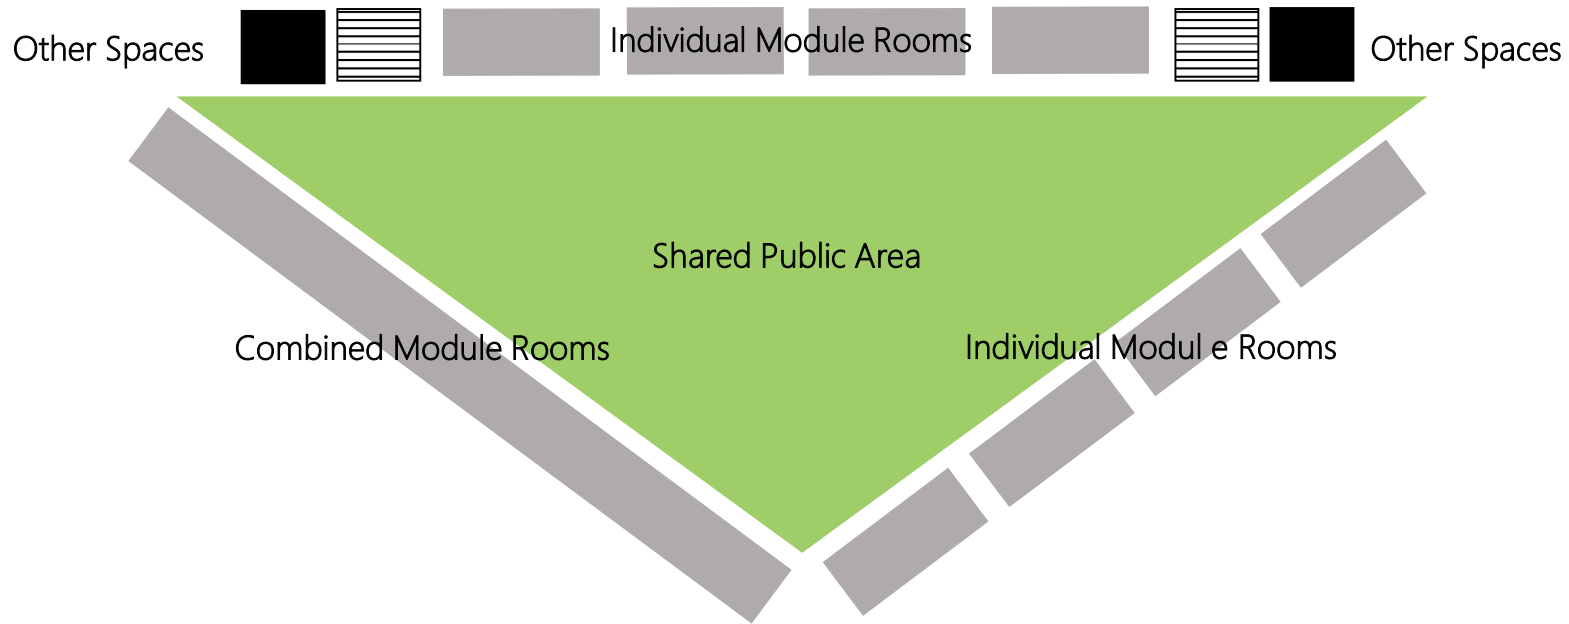 Other Spaces
Individual Module Rooms
Other Spaces
Shared Public Area
Combined Module Rooms
Individual Modul e Rooms